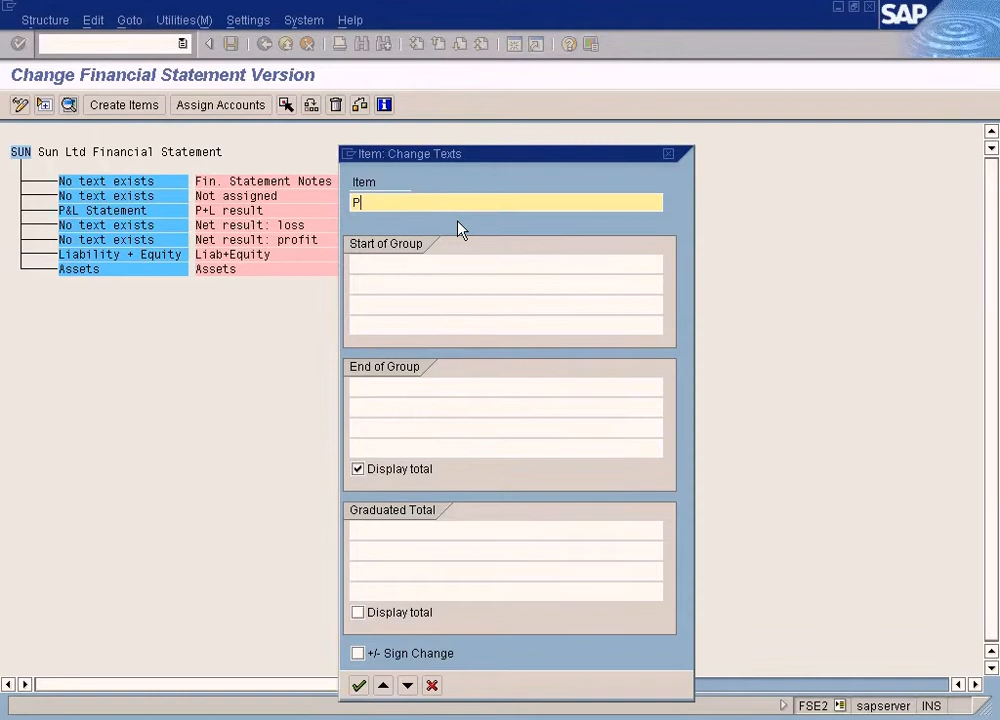 Structure Edit Goto Utilities(M) Settings System Help
SAP
Change Financial Statement Version
Create Items Assign Accounts
SUN Sun Ltd Financial Statement
No text exists Fin. Statement Notes
No text exists Not assigned
P&L Statement P+L result
No text exists Net result: loss
No text exists Net result: profit
Liability + Equity Liab+Equity
Assets Assets
Item: Change Texts
Item
P
Start of Group
End of Group
Display total
Graduated Total
Display total
+/- Sign Change
FSE2 sapserver INS